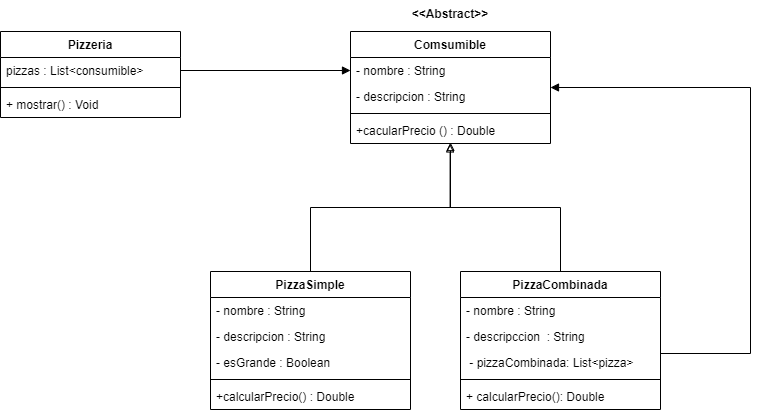 <<Abstract>>
Pizzeria
pizzas : List<consumible>
+ mostrar() : Void
Comsumible
- nombre : String
- descripcion : String
+cacularPrecio () : Double
PizzaSimple
- nombre : String
- descripcion : String
- esGrande : Boolean
+calcularPrecio() : Double
PizzaCombinada
- nombre : String
- descripccion : String
- pizzaCombinada: List<pizza>
+ calcularPrecio(): Double